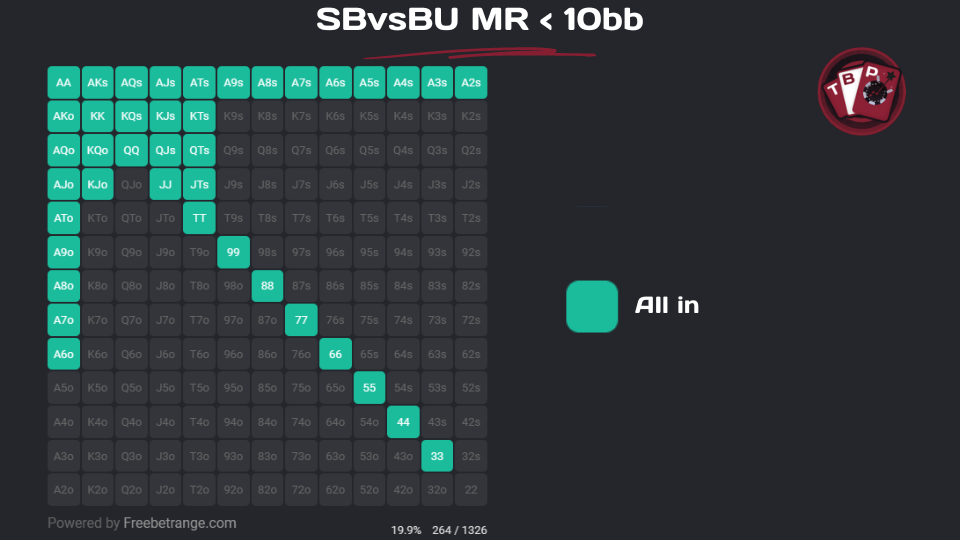 SBvsBU MR < 10bb
T B P
AA AKs AQs AJs ATs A9s A8s A7s A6s A5s A4s A3s A2s
AKo KK KQs KJs KTs K9s K8s K7s K6s K5s K4s K3s K2s
AQo KQo QQ QJs QTs Q9s Q8s Q7s Q6s Q5s Q4s Q3s Q2s
AJo KJo QJo JJ JTs J9s J8s J7s J6s J5s J4s J3s J2s
ATo KTo QTo JTo TT T9s T8s T7s T6s T5s T4s T3s T2s
A9o K9o Q9o J9o T9o 99 98s 97s 96s 95s 94s 93s 92s
A8o K8o Q8o J8o T8o 98o 88 87s 86s 85s 84s 83s 82s
A7o K7o Q7o J7o T7o 97o 87o 77 76s 75s 74s 73s 72s
A6o K6o Q6o J6o T6o 96o 86o 76o 66 65s 64s 63s 62s
A5o K5o Q5o J5o T5o 95o 85o 75o 65o 55 54s 53s 52s
A4o K4o Q4o J4o T4o 94o 84o 74o 64o 54o 44 43s 42s
A3o K3o Q3o J3o T3o 93o 83o 73o 63o 53o 43o 33 32s
A2o K2o Q2o J2o T2o 92o 82o 72o 62o 52o 42o 32o 22
All in
Powered by Freebetrange.com
19.9% 264 / 1326